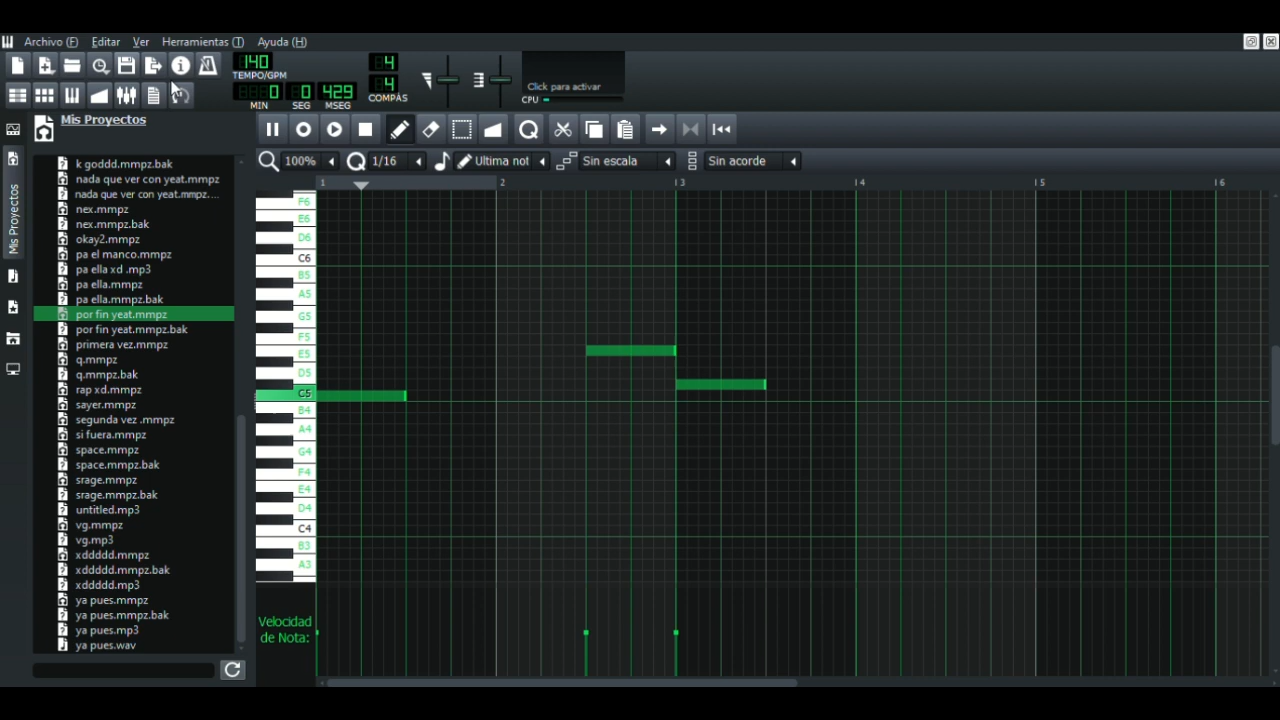 Archivo (F) Editar Ver Herramientas (T) Ayuda (H)
140
TEMPO/GPM
0 0 429
MIN SEG MSEG
4
4
COMPÁS
Click para activar
CPU
Mis Proyectos
Mis Proyectos
k goddd.mmpz.bak
nada que ver con yeat.mmpz
nada que ver con yeat.mmpz....
nex.mmpz
nex.mmpz.bak
okay2.mmpz
pa el manco.mmpz
pa ella xd .mp3
pa ella.mmpz
pa ella.mmpz.bak
por fin yeat.mmpz
por fin yeat.mmpz.bak
primera vez.mmpz
q.mmpz
q.mmpz.bak
rap xd.mmpz
sayer.mmpz
segunda vez .mmpz
si fuera.mmpz
space.mmpz
space.mmpz.bak
srage.mmpz
srage.mmpz.bak
untitled.mp3
vg.mmpz
vg.mp3
xddddd.mmpz
xddddd.mmpz.bak
xddddd.mp3
ya pues.mmpz
ya pues.mmpz.bak
ya pues.mp3
ya pues.wav
100% 1/16 Ultima not Sin escala Sin acorde
1 2 3 4 5 6
F6
E6
D6
C6
B5
A5
G5
F5
E5
D5
C5
B4
A4
G4
F4
E4
D4
C4
B3
A3
Velocidad
de Nota: